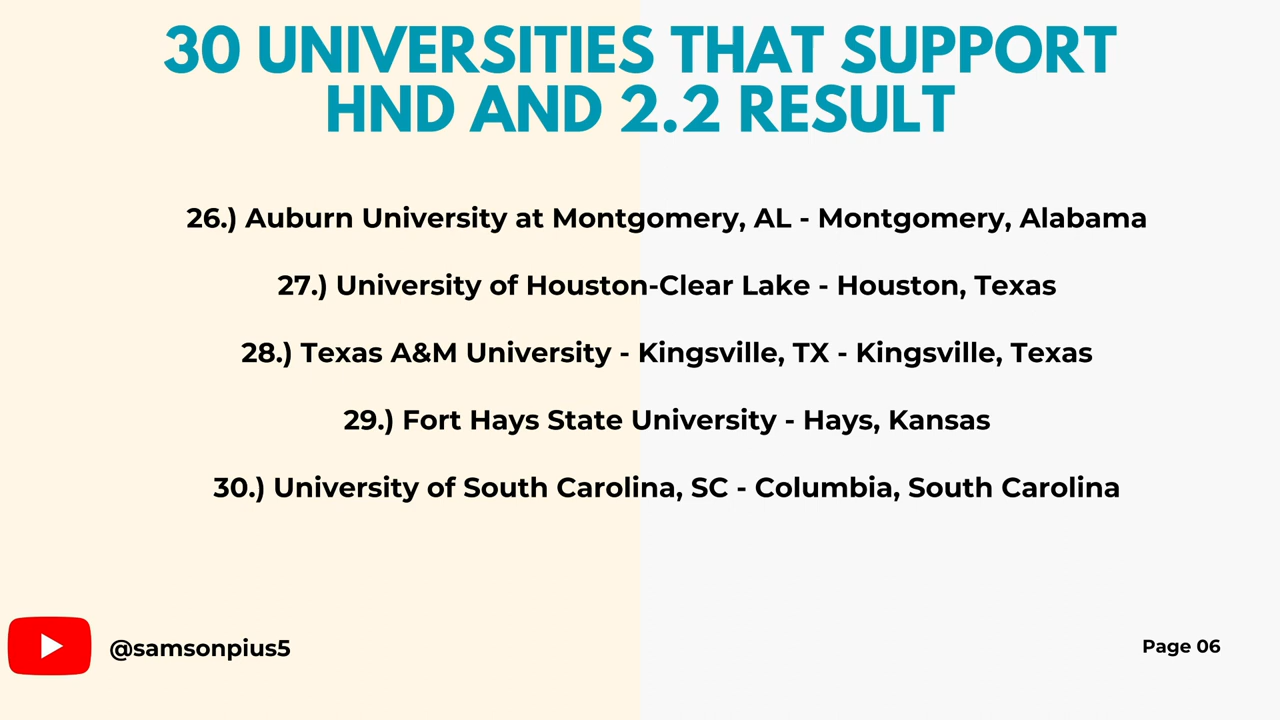 30 UNIVERSITIES THAT SUPPORT
HND AND 2.2 RESULT
26.) Auburn University at Montgomery, AL - Montgomery, Alabama
27.) University of Houston-Clear Lake - Houston, Texas
28.) Texas A&M University - Kingsville, TX - Kingsville, Texas
29.) Fort Hays State University - Hays, Kansas
30.) University of South Carolina, SC - Columbia, South Carolina
@samsonpius5
Page 06